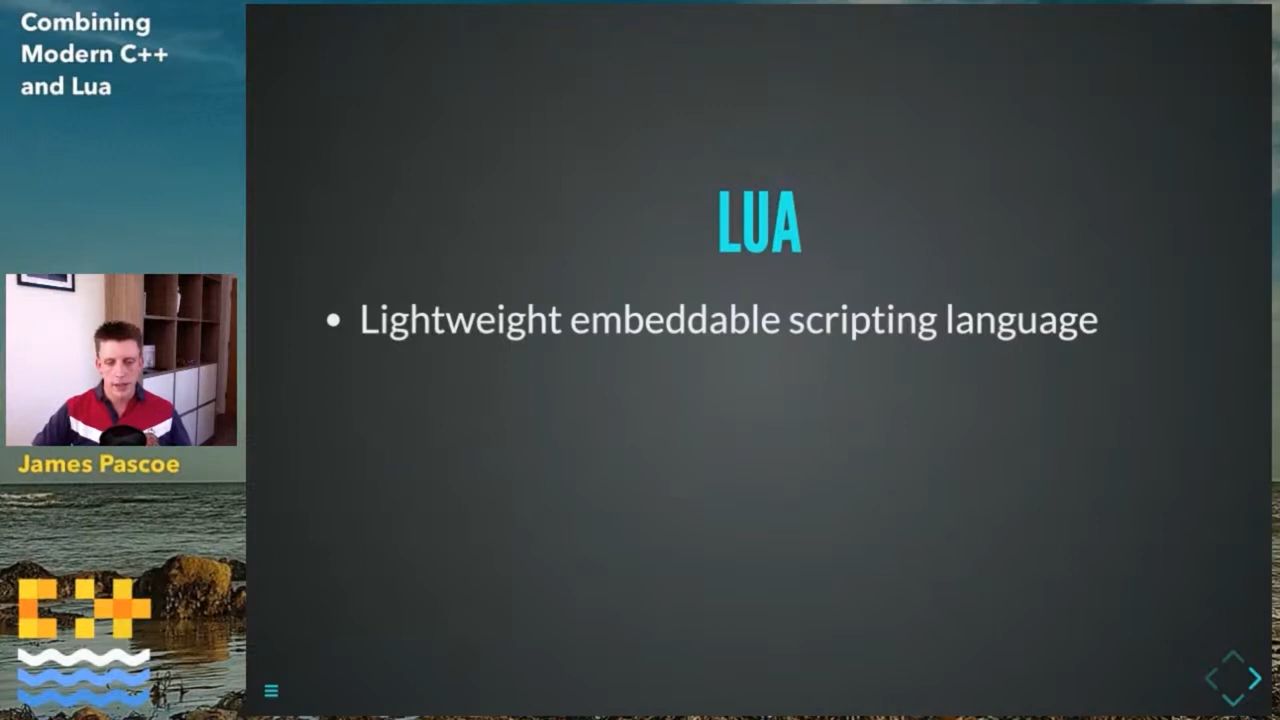 Combining
Modern C++
and Lua
LUA
• Lightweight embeddable scripting language
James Pascoe
C++